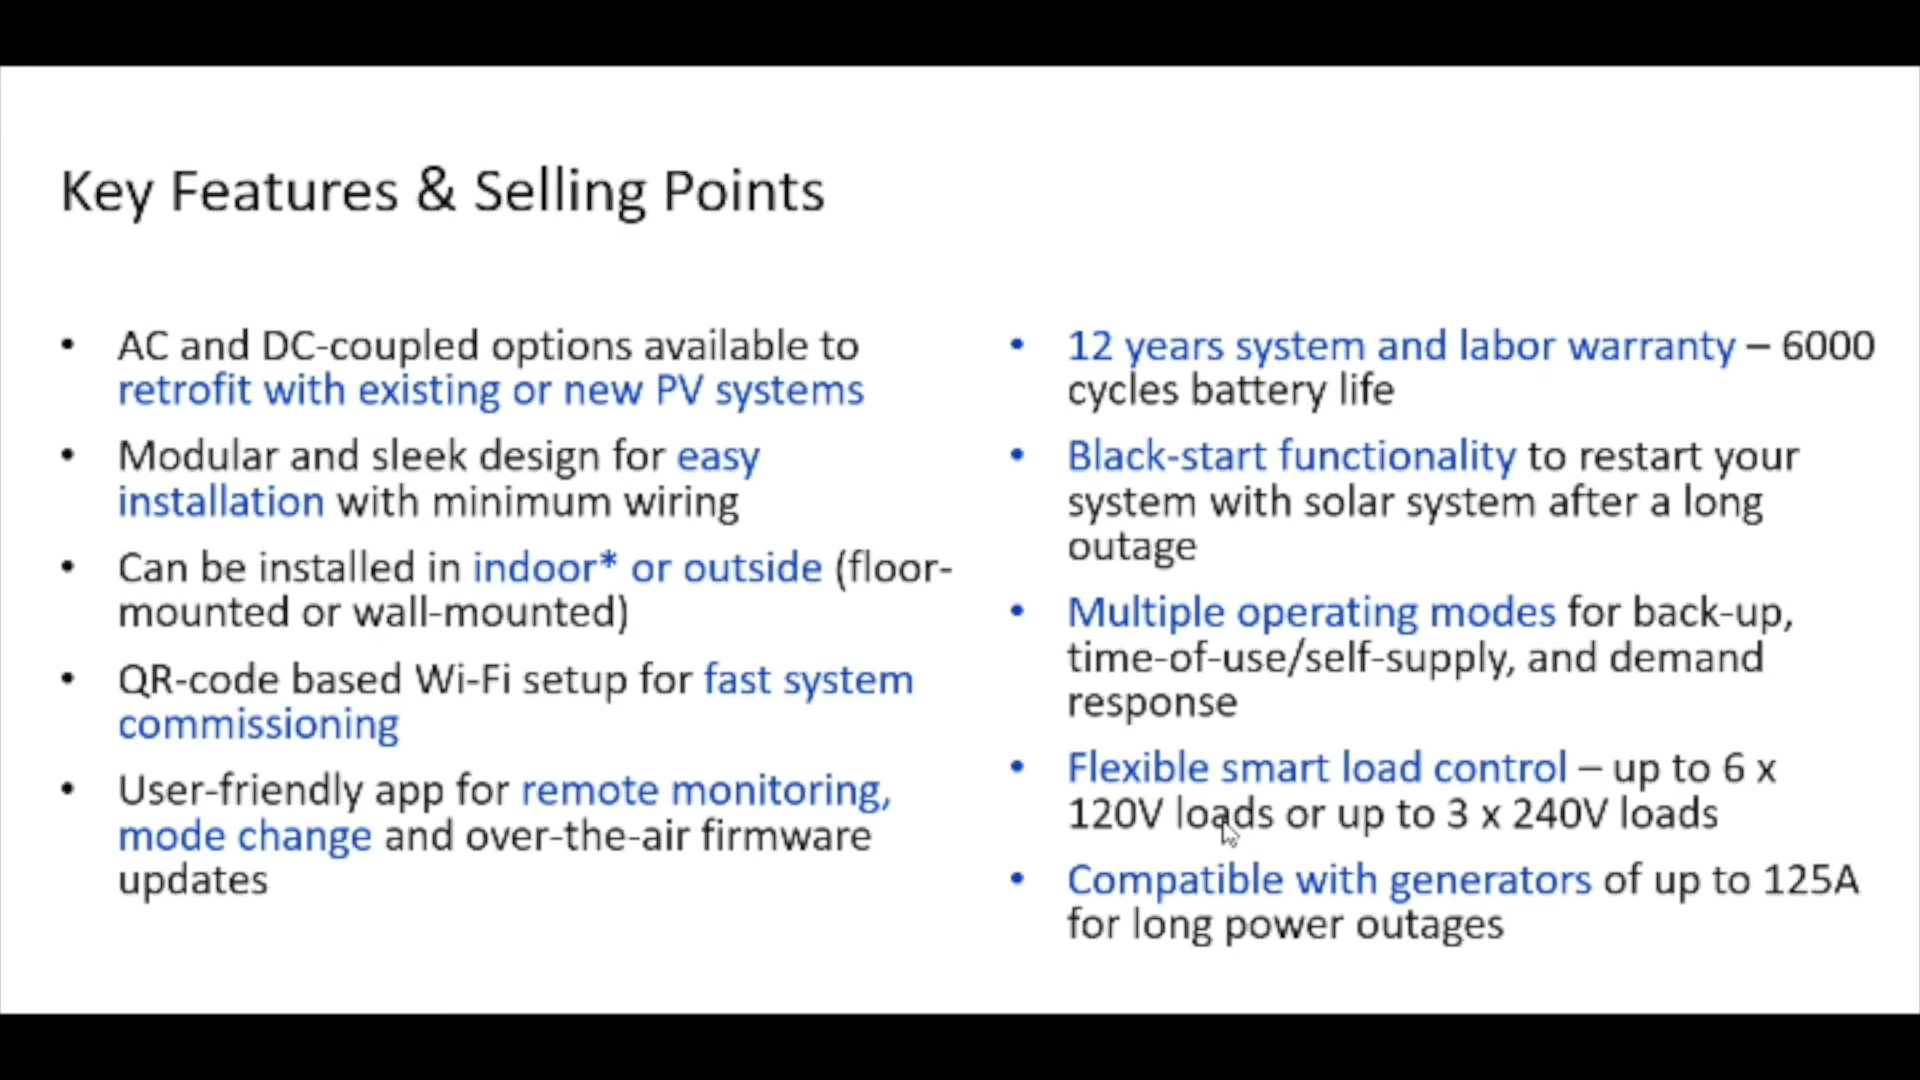 Key Features & Selling Points
• AC and DC-coupled options available to
retrofit with existing or new PV systems
• Modular and sleek design for easy
installation with minimum wiring
• Can be installed in indoor* or outside (floor-
mounted or wall-mounted)
• QR-code based Wi-Fi setup for fast system
commissioning
• User-friendly app for remote monitoring,
mode change and over-the-air firmware
updates
• 12 years system and labor warranty – 6000
cycles battery life
• Black-start functionality to restart your
system with solar system after a long
outage
• Multiple operating modes for back-up,
time-of-use/self-supply, and demand
response
• Flexible smart load control – up to 6 x
120V loads or up to 3 x 240V loads
• Compatible with generators of up to 125A
for long power outages